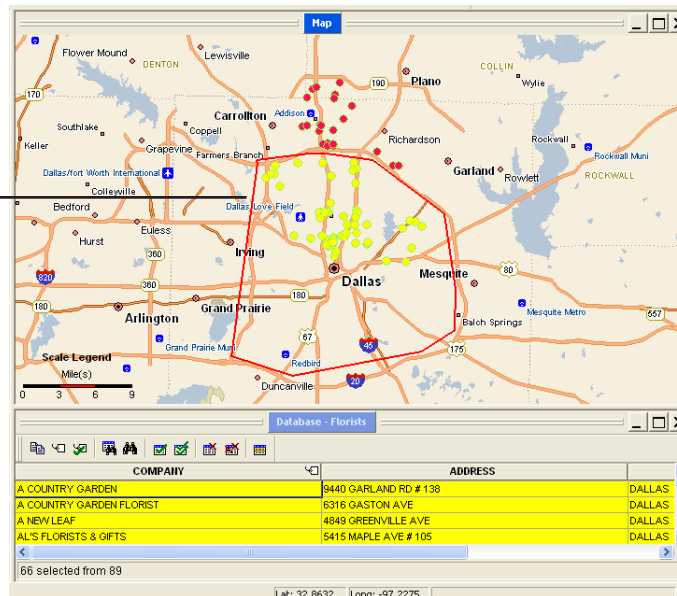 Map
Flower Mound
DENTON
Lewisville
COLLIN
Plano
190
170
Wylie
Carrollton
Addison
Southlake
Coppell
Richardson
Rockwall
Keller
Grapevine
Farmers Branch
Garland
Rockwall Muni
Dallas/fort Worth International
Rowlett
ROCKWALL
Colleyville
Bedford
Dallas Love Field
Euless
Hurst
Irving
360
Mesquite
80
820
Dallas
360
180
180
Grand Prairie
Mesquite Metro
Arlington
Balch Springs
557
67
Grand Prairie Muni
45
175
Scale Legend
Redbird
Mile(s)
Duncanville
20
0 3 6 9
Database - Florists
COMPANY ADDRESS
A COUNTRY GARDEN 9440 GARLAND RD # 138 DALLAS
A COUNTRY GARDEN FLORIST 6316 GASTON AVE DALLAS
A NEW LEAF 4849 GREENVILLE AVE DALLAS
AL'S FLORISTS & GIFTS 5415 MAPLE AVE # 105 DALLAS
66 selected from 89
Lat: 32.8632 Long: -97.2275